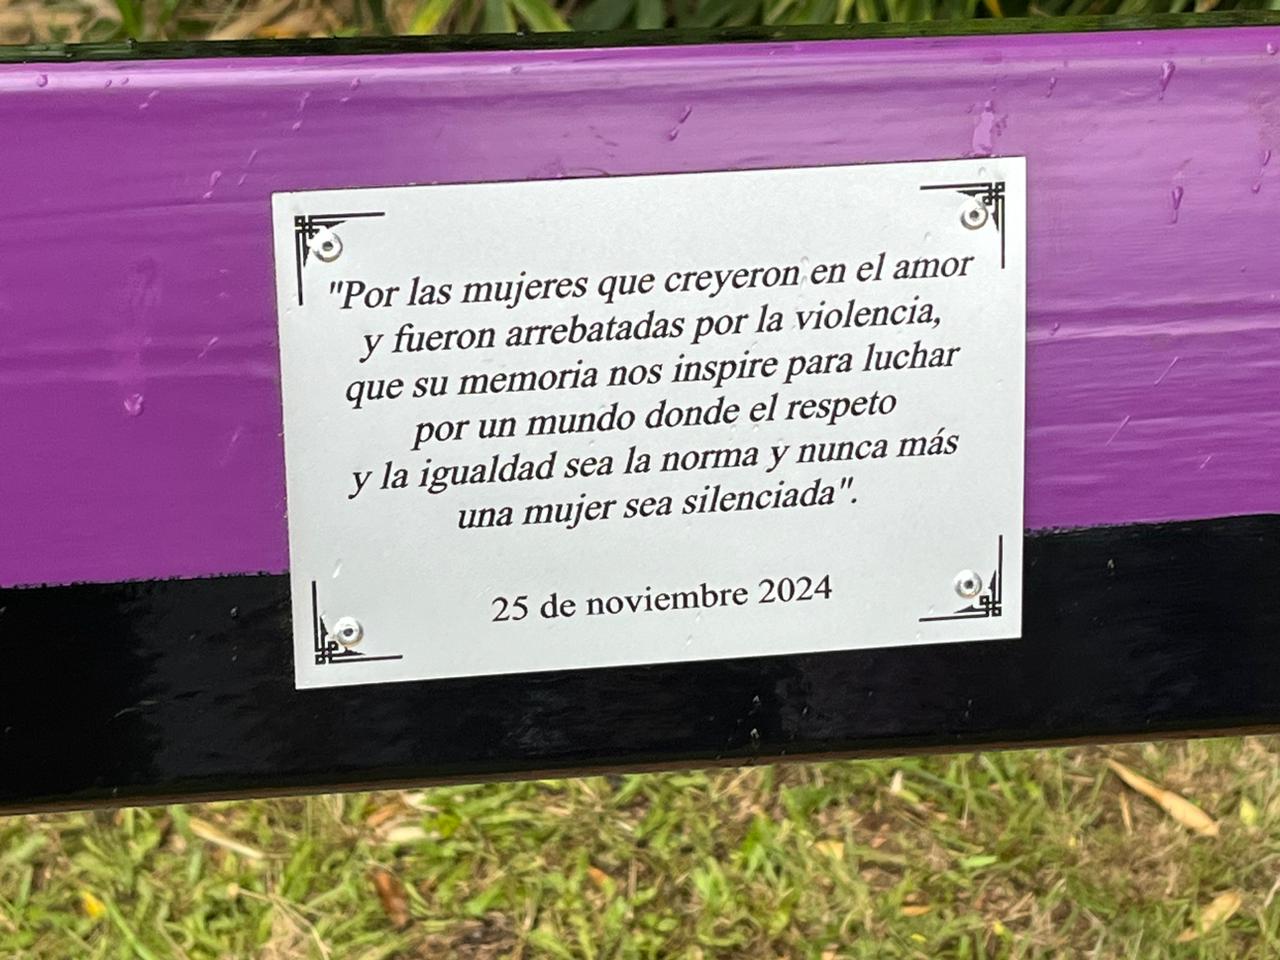 "Por las mujeres que creyeron en el amor
y fueron arrebatadas por la violencia,
que su memoria nos inspire para luchar
por un mundo donde el respeto
y la igualdad sea la norma y nunca más
una mujer sea silenciada".
25 de noviembre 2024